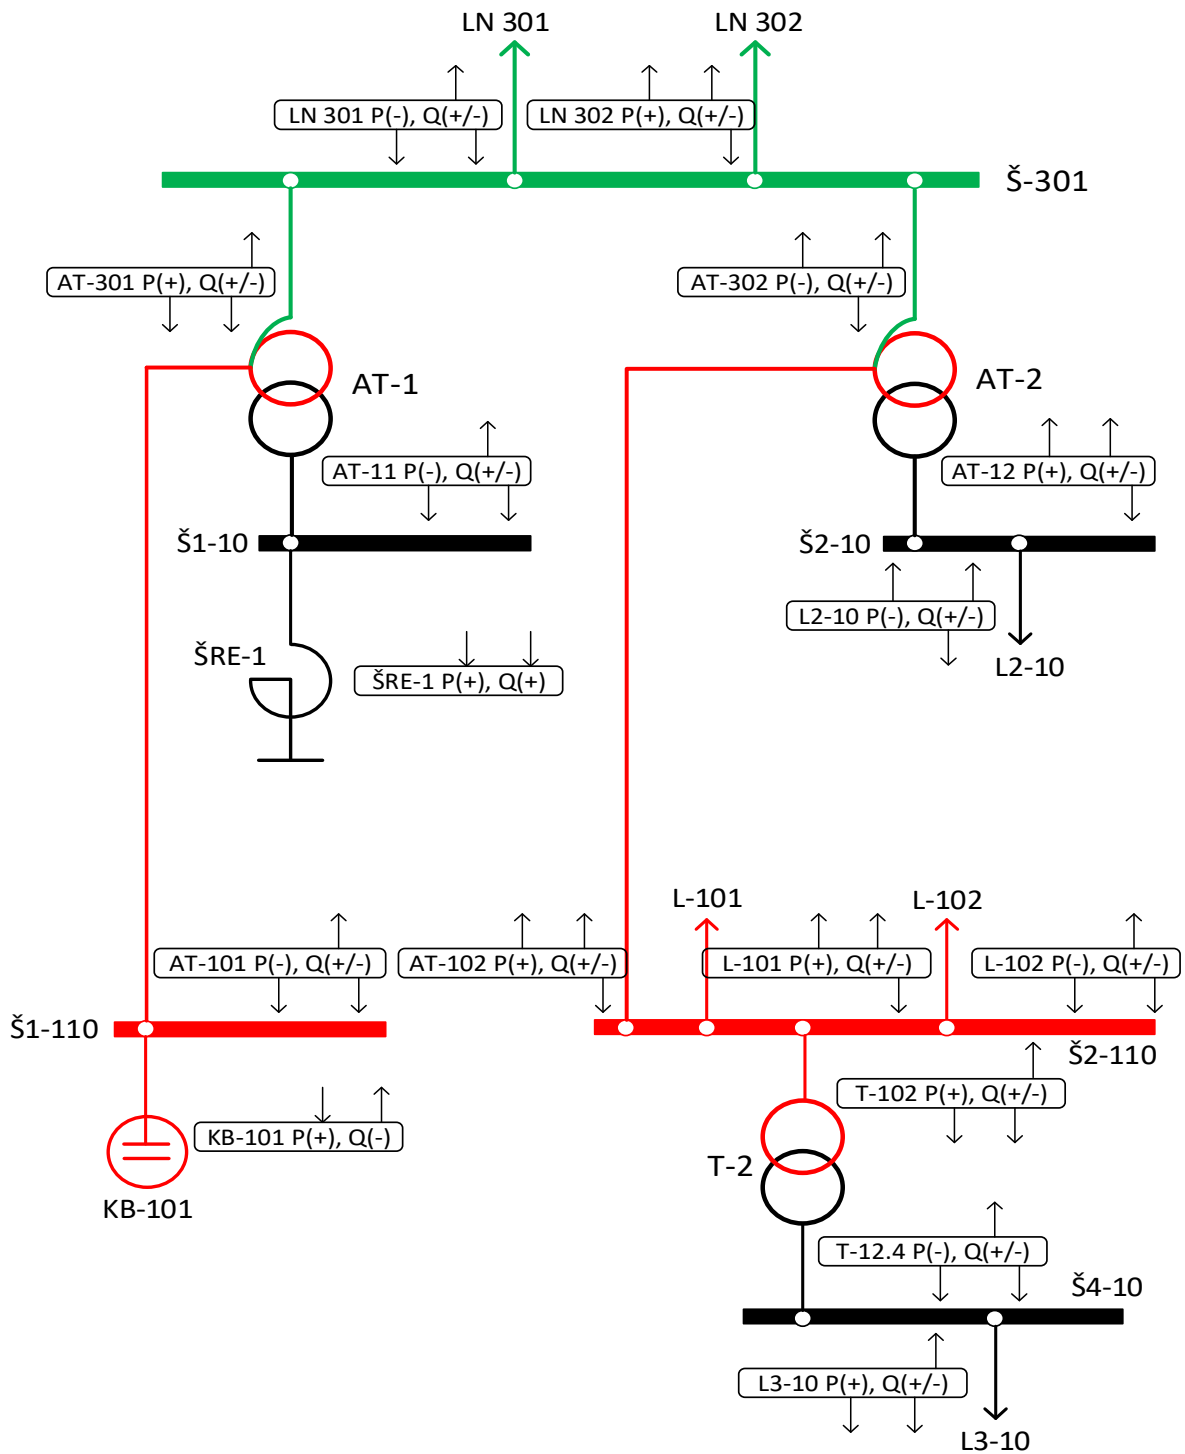 LN 301
LN 302
LN 301 P(-), Q(+/-)
LN 302 P(+), Q(+/-)
Š-301
AT-301 P(+), Q(+/-)
AT-302 P(-), Q(+/-)
AT-1
AT-2
AT-11 P(-), Q(+/-)
AT-12 P(+), Q(+/-)
Š1-10
Š2-10
L2-10 P(-), Q(+/-)
ŠRE-1
L2-10
ŠRE-1 P(+), Q(+)
L-101
L-102
AT-101 P(-), Q(+/-)
AT-102 P(+), Q(+/-)
L-101 P(+), Q(+/-)
L-102 P(-), Q(+/-)
Š1-110
Š2-110
T-102 P(+), Q(+/-)
KB-101 P(+), Q(-)
T-2
KB-101
T-12.4 P(-), Q(+/-)
Š4-10
L3-10 P(+), Q(+/-)
L3-10